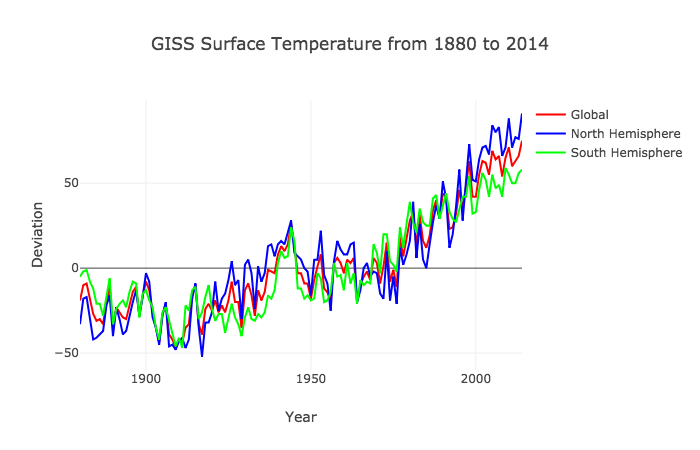 GISS Surface Temperature from 1880 to 2014
Global
North Hemisphere
South Hemisphere
50
0
−50
Deviation
1900
1950
2000
Year